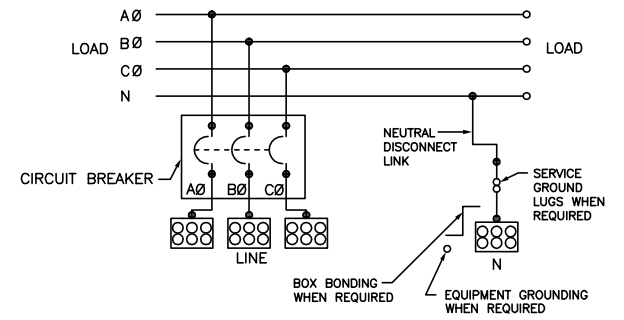 AØ
LOAD BØ
LOAD
CØ
N
NEUTRAL
DISCONNECT
LINK
CIRCUIT BREAKER
AØ BØ CØ
SERVICE
GROUND
LUGS WHEN
REQUIRED
LINE
N
BOX BONDING
WHEN REQUIRED
EQUIPMENT GROUNDING
WHEN REQUIRED